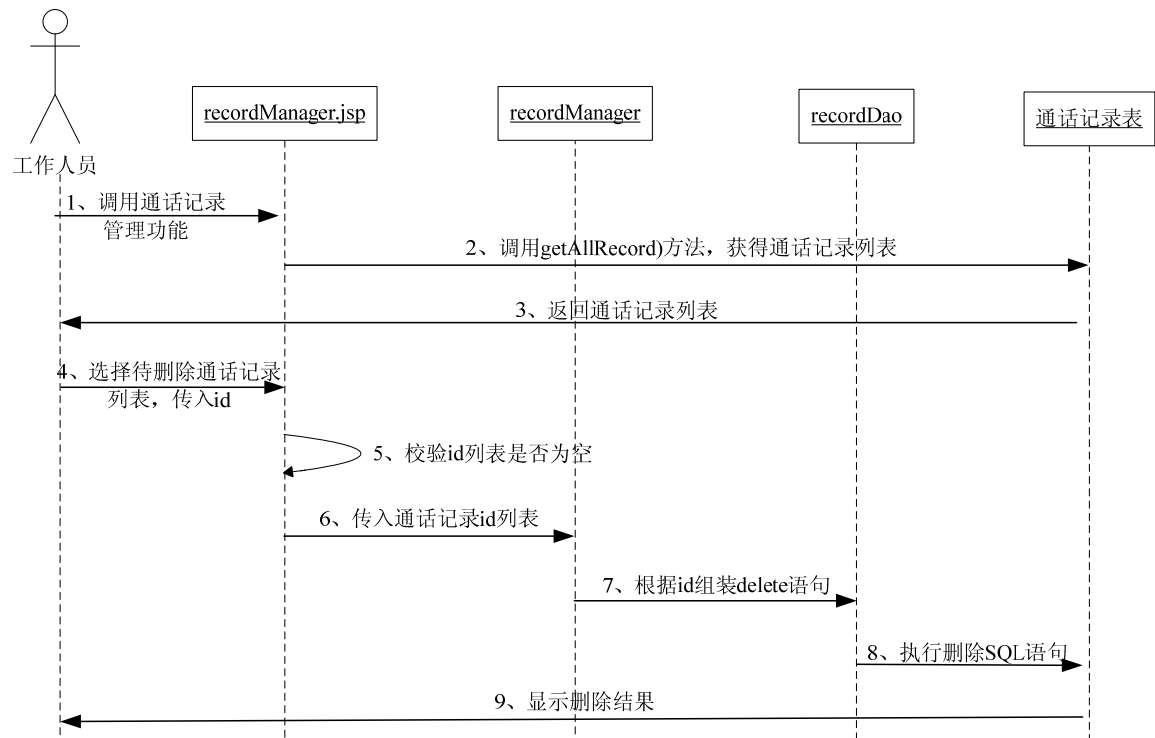 recordManager.jsp
recordManager
recordDao
通话记录表
工作人员
1、调用通话记录
管理功能
2、调用getAllRecord)方法，获得通话记录列表
3、返回通话记录列表
4、选择待删除通话记录
列表，传入id
5、校验id列表是否为空
6、传入通话记录id列表
7、根据id组装delete语句
8、执行删除SQL语句
9、显示删除结果